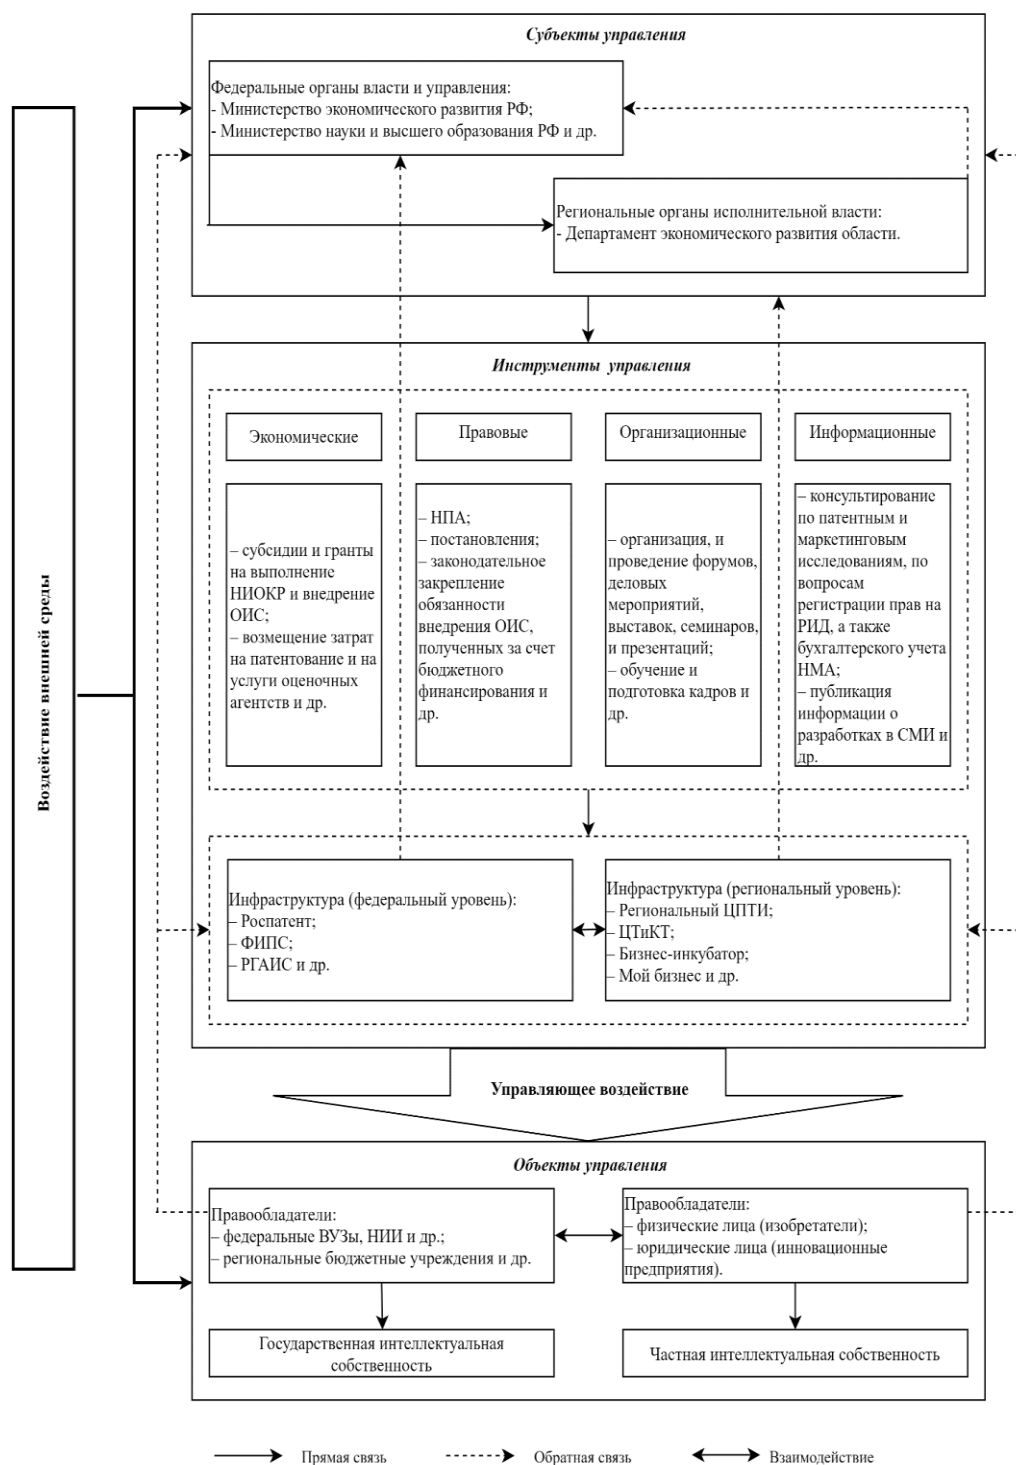 Субъекты управления
Федеральные органы власти и управления:
- Министерство экономического развития РФ;
- Министерство науки и высшего образования РФ и др.
Региональные органы исполнительной власти:
- Департамент экономического развития области.
Воздействие внешней среды
Инструменты управления
Экономические
Правовые
Организационные
Информационные
– субсидии и гранты
на выполнение
НИОКР и внедрение
ОИС;
– возмещение затрат
на патентование и на
услуги оценочных
агентств и др.
– НПА;
– постановления;
– законодательное
закрепление
обязанности
внедрения ОИС,
полученных за счет
бюджетного
финансирования и
др.
– организация, и
проведение форумов,
деловых
мероприятий,
выставок, семинаров,
и презентаций;
– обучение и
подготовка кадров и
др.
– консультирование
по патентным и
маркетинговым
исследованиям, по
вопросам
регистрации прав на
РИД, а также
бухгалтерского учета
НМА;
– публикация
информации о
разработках в СМИ и
др.
Инфраструктура (федеральный уровень):
– Роспатент;
– ФИПС;
– РГАИС и др.
Инфраструктура (региональный уровень):
– Региональный ЦПТИ;
– ЦТиКТ;
– Бизнес-инкубатор;
– Мой бизнес и др.
Управляющее воздействие
Объекты управления
Правообладатели:
– федеральные ВУЗы, НИИ и др.;
– региональные бюджетные учреждения и др.
Правообладатели:
– физические лица (изобретатели);
– юридические лица (инновационные
предприятия).
Государственная интеллектуальная
собственность
Частная интеллектуальная собственность
Прямая связь
Обратная связь
Взаимодействие